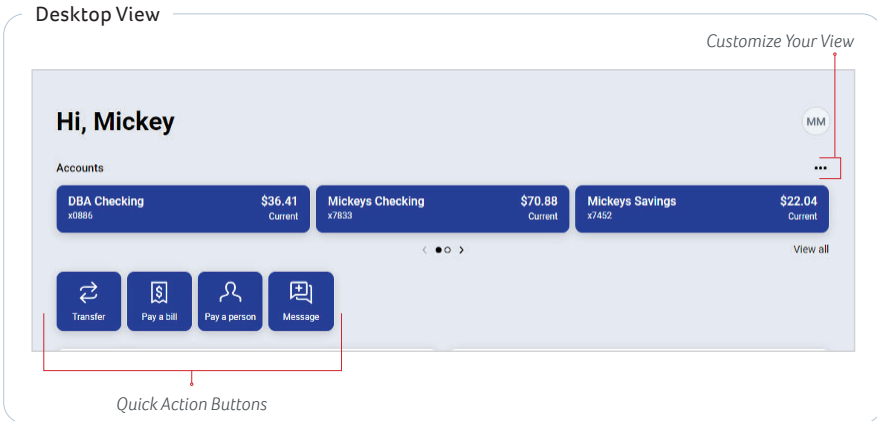 Desktop View
Customize Your View
Hi, Mickey
MM
Accounts
DBA Checking $36.41 Mickeys Checking $70.88 Mickeys Savings $22.04
x0886 Current x7833 Current x7452 Current
View all
Transfer Pay a bill Pay a person Message
Quick Action Buttons